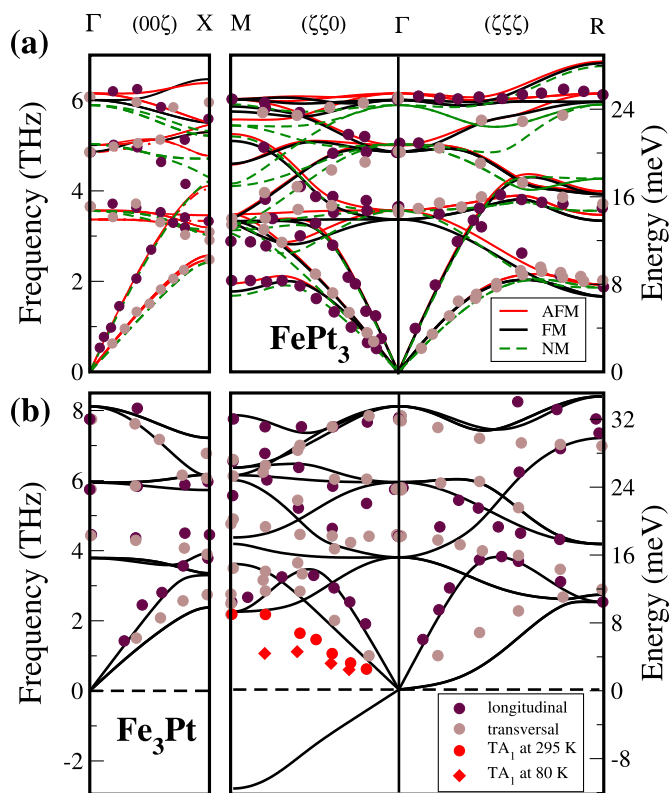 Γ (00ζ) X M (ζζ0) Γ (ζζζ) R
(a)
Frequency (THz)
6
4
2
0
24
16
8
0
Energy (meV)
FePt₃
AFM
FM
NM
(b)
Frequency (THz)
8
6
4
2
0
-2
32
24
16
8
0
-8
Energy (meV)
Fe₃Pt
longitudinal
transversal
TA₁ at 295 K
TA₁ at 80 K